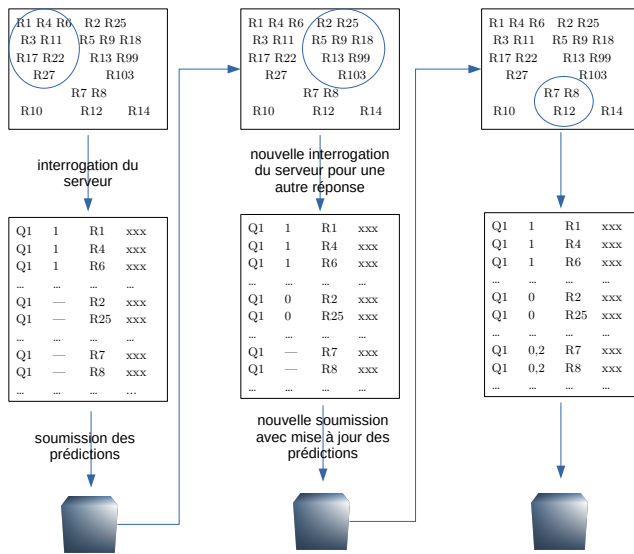 R1 R4 R6 R2 R25
R3 R11 R5 R9 R18
R17 R22 R13 R99
R27 R103
R7 R8
R10 R12 R14
interrogation du
serveur
Q1 1 R1 xxx
Q1 1 R4 xxx
Q1 1 R6 xxx
... ... ... ...
Q1 — R2 xxx
Q1 — R25 xxx
... ... ... ...
Q1 — R7 xxx
Q1 — R8 xxx
... ... ... ...
soumission des
prédictions
R1 R4 R6 R2 R25
R3 R11 R5 R9 R18
R17 R22 R13 R99
R27 R103
R7 R8
R10 R12 R14
nouvelle interrogation
du serveur pour une
autre réponse
Q1 1 R1 xxx
Q1 1 R4 xxx
Q1 1 R6 xxx
... ... ... ...
Q1 0 R2 xxx
Q1 0 R25 xxx
... ... ... ...
Q1 — R7 xxx
Q1 — R8 xxx
... ... ... ...
nouvelle soumission
avec mise à jour des
prédictions
R1 R4 R6 R2 R25
R3 R11 R5 R9 R18
R17 R22 R13 R99
R27 R103
R7 R8
R10 R12 R14
Q1 1 R1 xxx
Q1 1 R4 xxx
Q1 1 R6 xxx
... ... ... ...
Q1 0 R2 xxx
Q1 0 R25 xxx
... ... ... ...
Q1 0,2 R7 xxx
Q1 0,2 R8 xxx
... ... ... ...